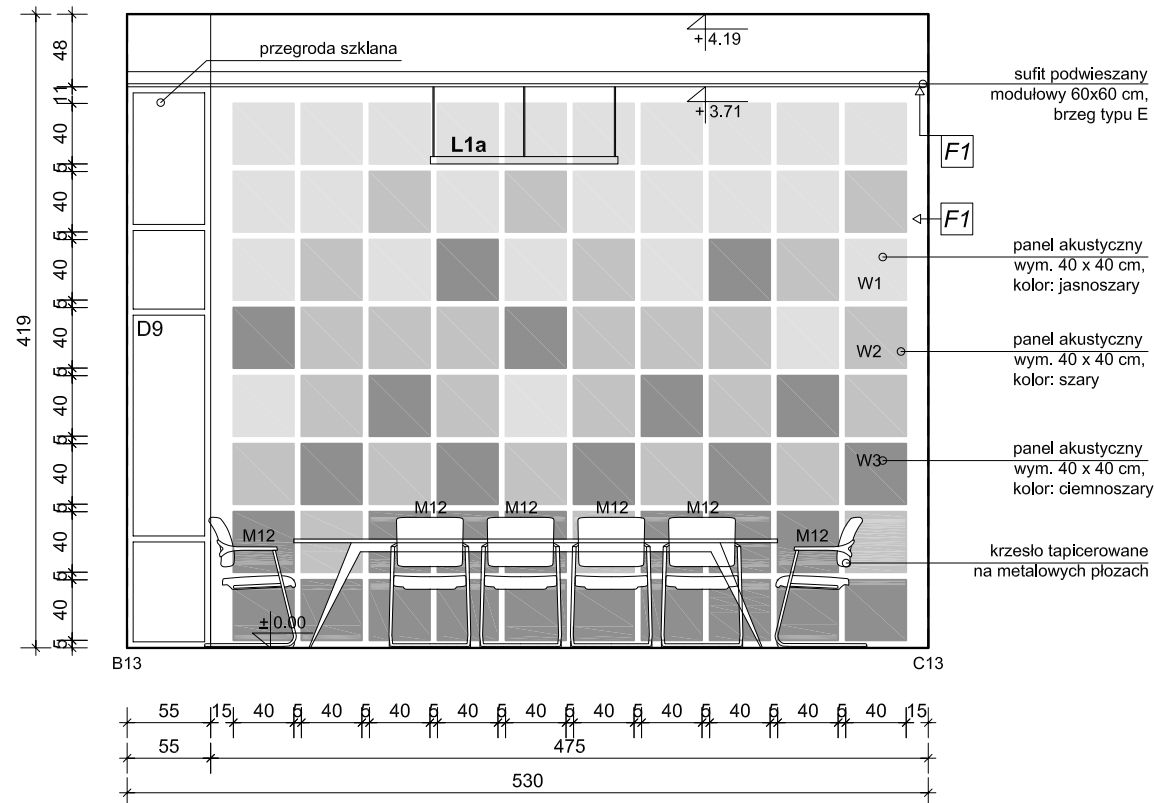 + 4.19
przegroda szklana
sufit podwieszany
modułowy 60x60 cm,
brzeg typu E
+ 3.71
L1a
F1
F1
panel akustyczny
wym. 40 x 40 cm,
kolor: jasnoszary
W1
D9
W2
panel akustyczny
wym. 40 x 40 cm,
kolor: szary
W3
panel akustyczny
wym. 40 x 40 cm,
kolor: ciemnoszary
M12 M12 M12 M12
M12 M12
krzesło tapicerowane
na metalowych płozach
± 0.00
B13 C13
419
48
11
40
5
40
5
40
5
40
5
40
5
40
5
40
5
40
5
55 15 40 5 40 5 40 5 40 5 40 5 40 5 40 5 40 5 40 5 40 15
55 475
530